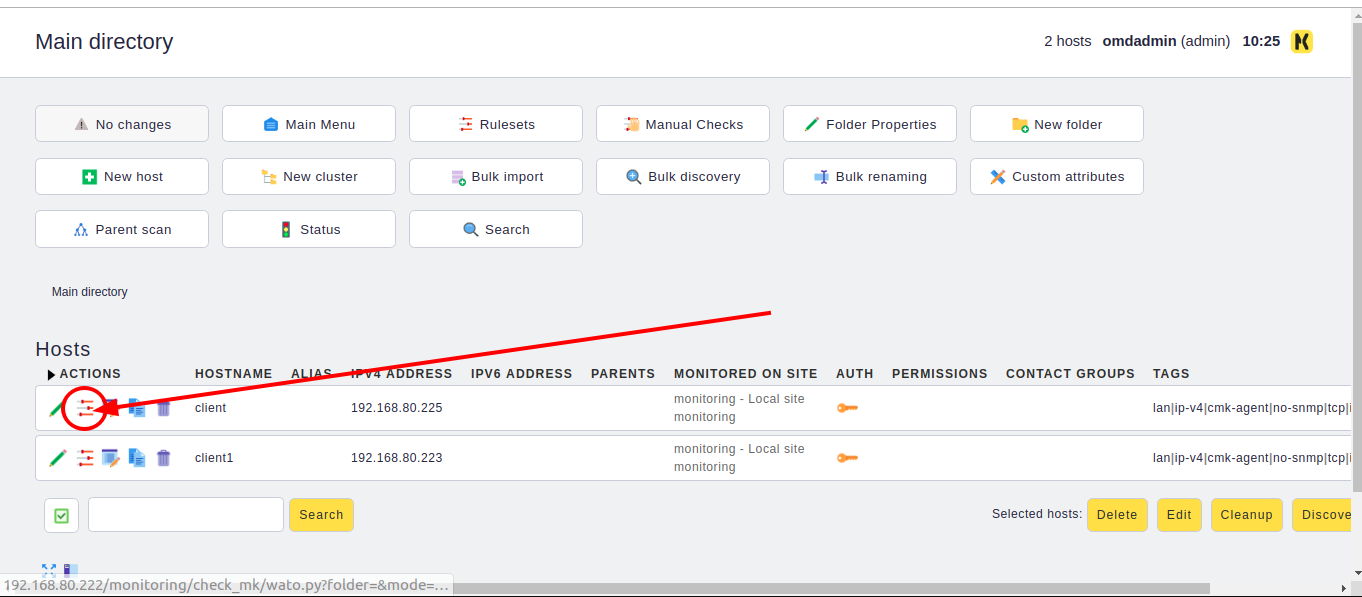 Main directory
2 hosts omdadmin (admin) 10:25
No changes Main Menu Rulesets Manual Checks Folder Properties New folder
New host New cluster Bulk import Bulk discovery Bulk renaming Custom attributes
Parent scan Status Search
Main directory
Hosts
ACTIONS HOSTNAME ALIAS IPV4 ADDRESS IPV6 ADDRESS PARENTS MONITORED ON SITE AUTH PERMISSIONS CONTACT GROUPS TAGS
client 192.168.80.225 monitoring - Local site lan|ip-v4|cmk-agent|no-snmp|tcp|i
monitoring
client1 192.168.80.223 monitoring - Local site lan|ip-v4|cmk-agent|no-snmp|tcp|i
monitoring
Search Selected hosts: Delete Edit Cleanup Discove
192.168.80.222/monitoring/check_mk/wato.py?folder=&mode=...